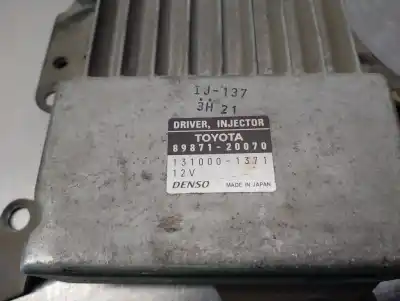 IJ-137
3H 21
DRIVER, INJECTOR
TOYOTA
89871-20070
131000-1371
12V
DENSO MADE IN JAPAN